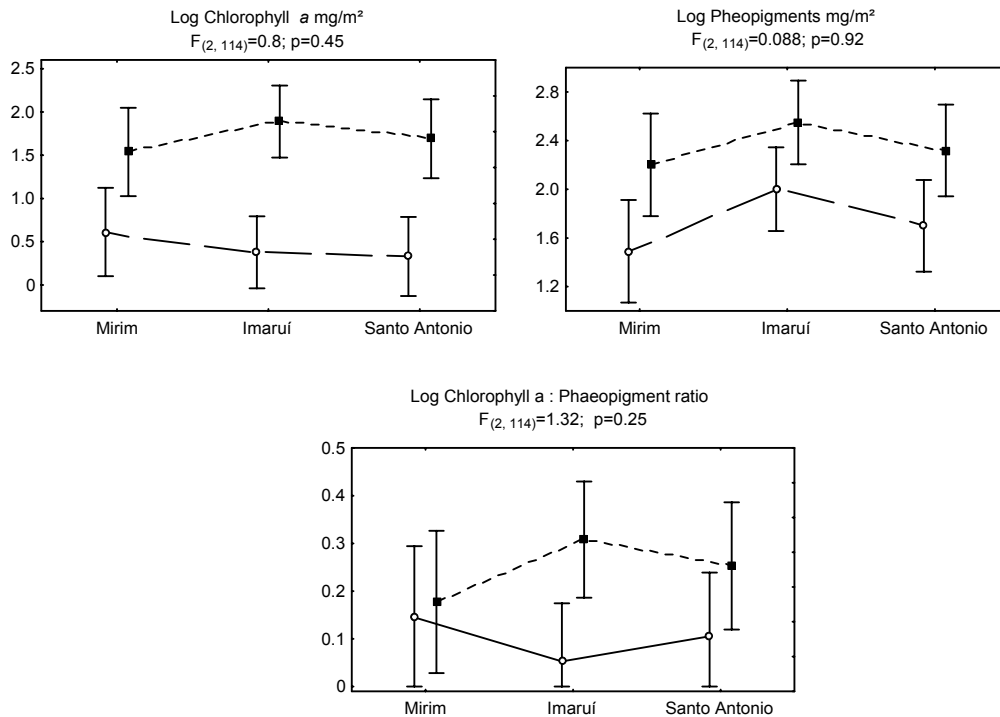 Log Chlorophyll a mg/m²
F(2, 114)=0.8; p=0.45
2.5
2.0
1.5
1.0
0.5
0
Mirim Imaruí Santo Antonio
Log Pheopigments mg/m²
F(2, 114)=0.088; p=0.92
2.8
2.4
2.0
1.6
1.2
Mirim Imaruí Santo Antonio
Log Chlorophyll a : Phaeopigment ratio
F(2, 114)=1.32; p=0.25
0.5
0.4
0.3
0.2
0.1
0
Mirim Imaruí Santo Antonio